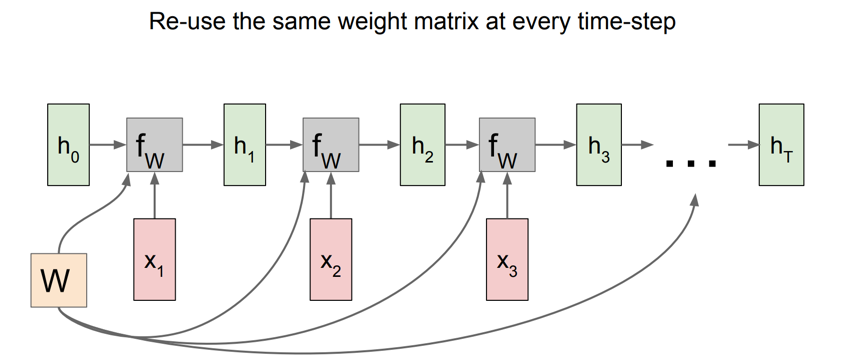 Re-use the same weight matrix at every time-step
h0 fW h1 fW h2 fW h3 ... hT
x1 x2 x3
W